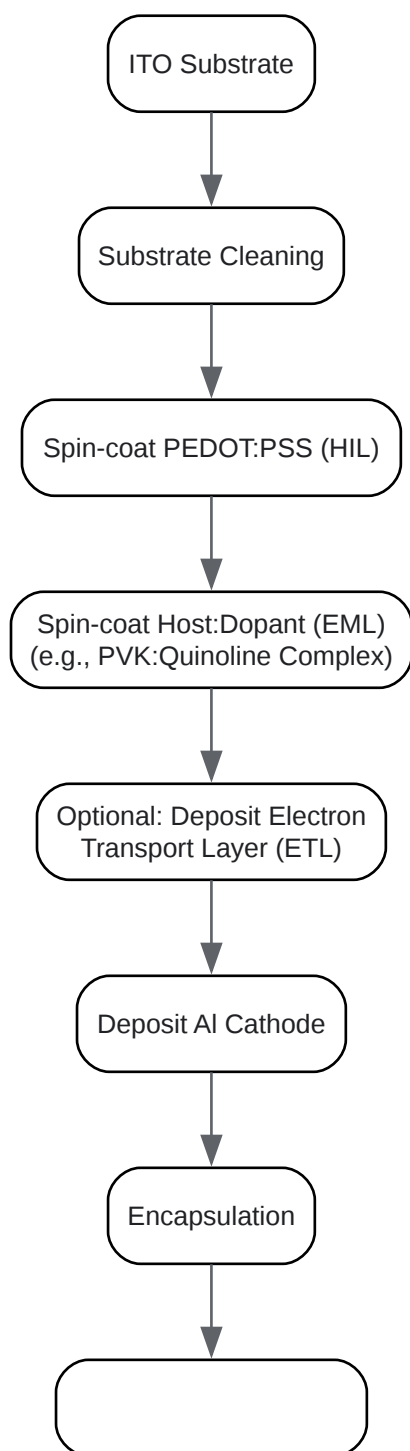 ITO Substrate
Substrate Cleaning
Spin-coat PEDOT:PSS (HIL)
Spin-coat Host:Dopant (EML)
(e.g., PVK:Quinoline Complex)
Optional: Deposit Electron
Transport Layer (ETL)
Deposit Al Cathode
Encapsulation